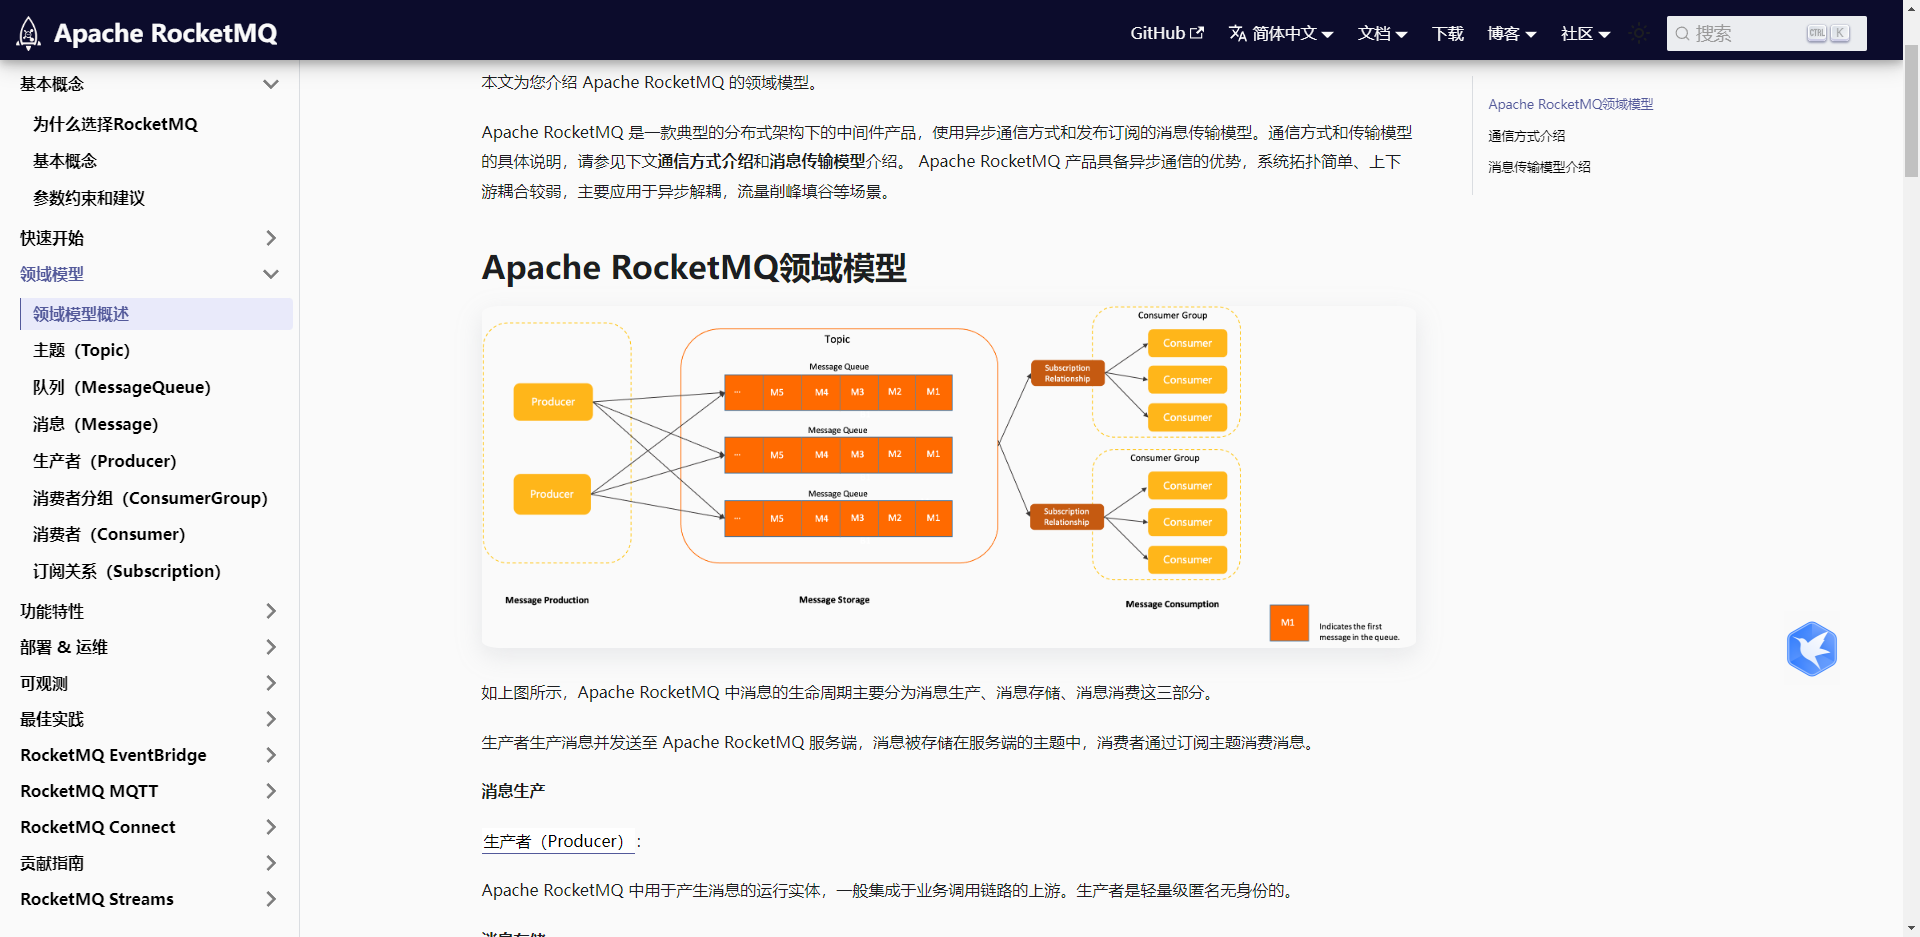 Apache RocketMQ
GitHub
简体中文
文档
下载
博客
社区
搜索
CTRL K
基本概念
为什么选择RocketMQ
基本概念
参数约束和建议
快速开始
领域模型
领域模型概述
主题（Topic）
队列（MessageQueue）
消息（Message）
生产者（Producer）
消费者分组（ConsumerGroup）
消费者（Consumer）
订阅关系（Subscription）
功能特性
部署 & 运维
可观测
最佳实践
RocketMQ EventBridge
RocketMQ MQTT
RocketMQ Connect
贡献指南
RocketMQ Streams
本文为您介绍 Apache RocketMQ 的领域模型。
Apache RocketMQ 是一款典型的分布式架构下的中间件产品，使用异步通信方式和发布订阅的消息传输模型。通信方式和传输模型
的具体说明，请参见下文通信方式介绍和消息传输模型介绍。 Apache RocketMQ 产品具备异步通信的优势，系统拓扑简单、上下
游耦合较弱，主要应用于异步解耦，流量削峰填谷等场景。
Apache RocketMQ领域模型
Producer
Producer
Message Production
Topic
Message Queue
... M5 M4 M3 M2 M1
Message Queue
... M5 M4 M3 M2 M1
Message Queue
... M5 M4 M3 M2 M1
Message Storage
Subscription
Relationship
Consumer Group
Consumer
Consumer
Consumer
Subscription
Relationship
Consumer Group
Consumer
Consumer
Consumer
Message Consumption
M1
Indicates the first
message in the queue.
如上图所示，Apache RocketMQ 中消息的生命周期主要分为消息生产、消息存储、消息消费这三部分。
生产者生产消息并发送至 Apache RocketMQ 服务端，消息被存储在服务端的主题中，消费者通过订阅主题消费消息。
消息生产
生产者（Producer）：
Apache RocketMQ 中用于产生消息的运行实体，一般集成于业务调用链路的上游。生产者是轻量级匿名无身份的。
消息存储
Apache RocketMQ领域模型
通信方式介绍
消息传输模型介绍